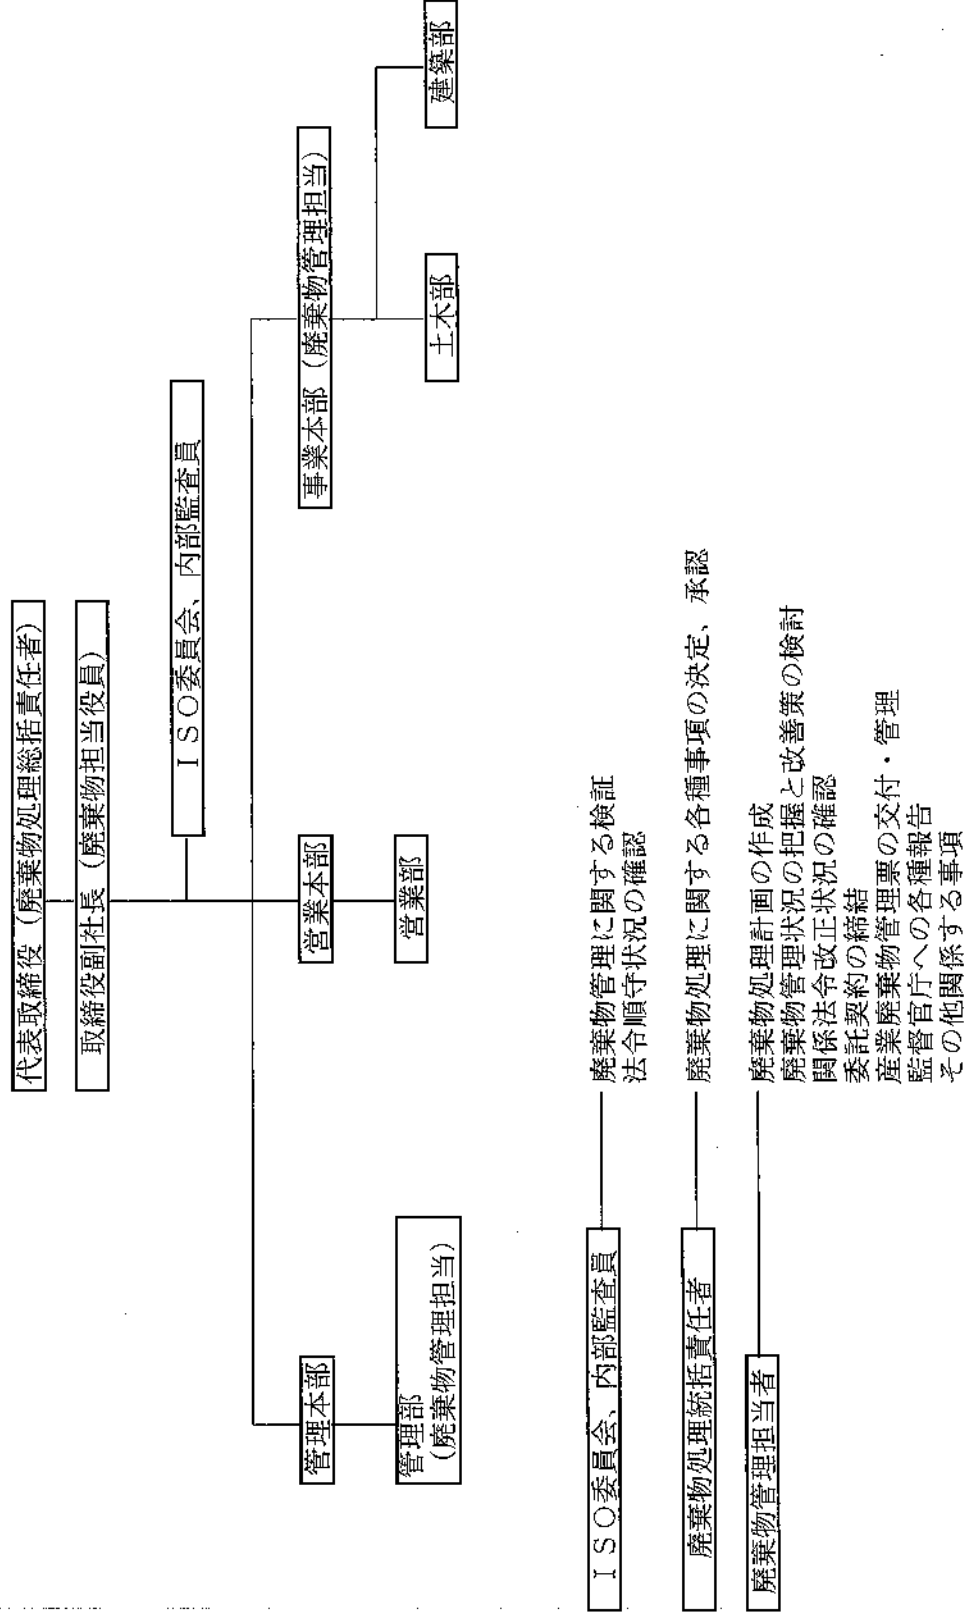 代表取締役（廃棄物処理総括責任者）
取締役副社長（廃棄物担当役員）
ＩＳＯ委員会、内部監査員
管理本部
営業本部
事業本部（廃棄物管理担当）
管理部
（廃棄物管理担当）
営業部
土木部
建築部
ＩＳＯ委員会、内部監査員
廃棄物管理に関する検証
法令順守状況の確認
廃棄物処理統括責任者
廃棄物処理に関する各種事項の決定、承認
廃棄物管理担当者
廃棄物処理計画の作成
廃棄物管理状況の把握と改善策の検討
関係法令改正状況の確認
委託契約の締結
産業廃棄物管理票の交付・管理
監督官庁への各種報告
その他関係する事項